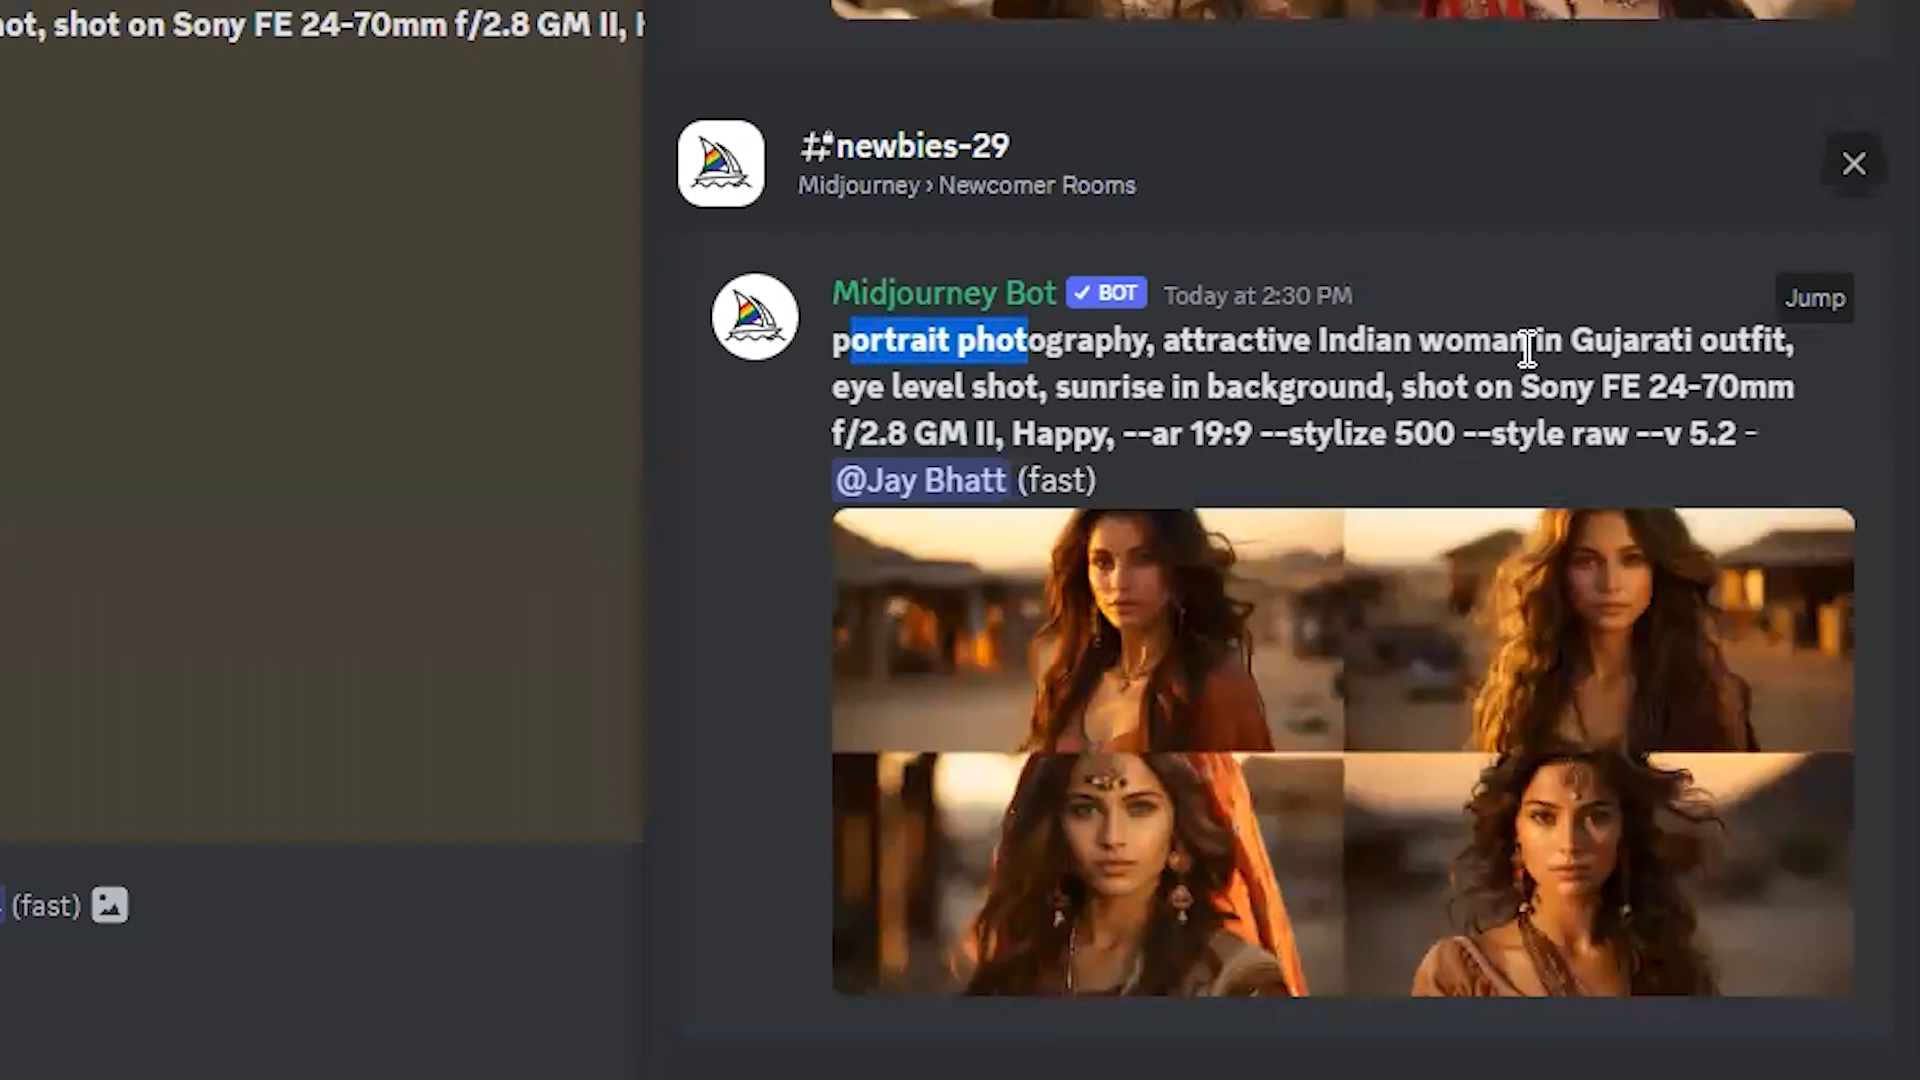 ot, shot on Sony FE 24-70mm f/2.8 GM II,
#newbies-29
Midjourney › Newcomer Rooms
Midjourney Bot ✓ BOT Today at 2:30 PM
Jump
portrait photography, attractive Indian woman in Gujarati outfit,
eye level shot, sunrise in background, shot on Sony FE 24-70mm
f/2.8 GM II, Happy, --ar 19:9 --stylize 500 --style raw --v 5.2 -
@Jay Bhatt (fast)
(fast)